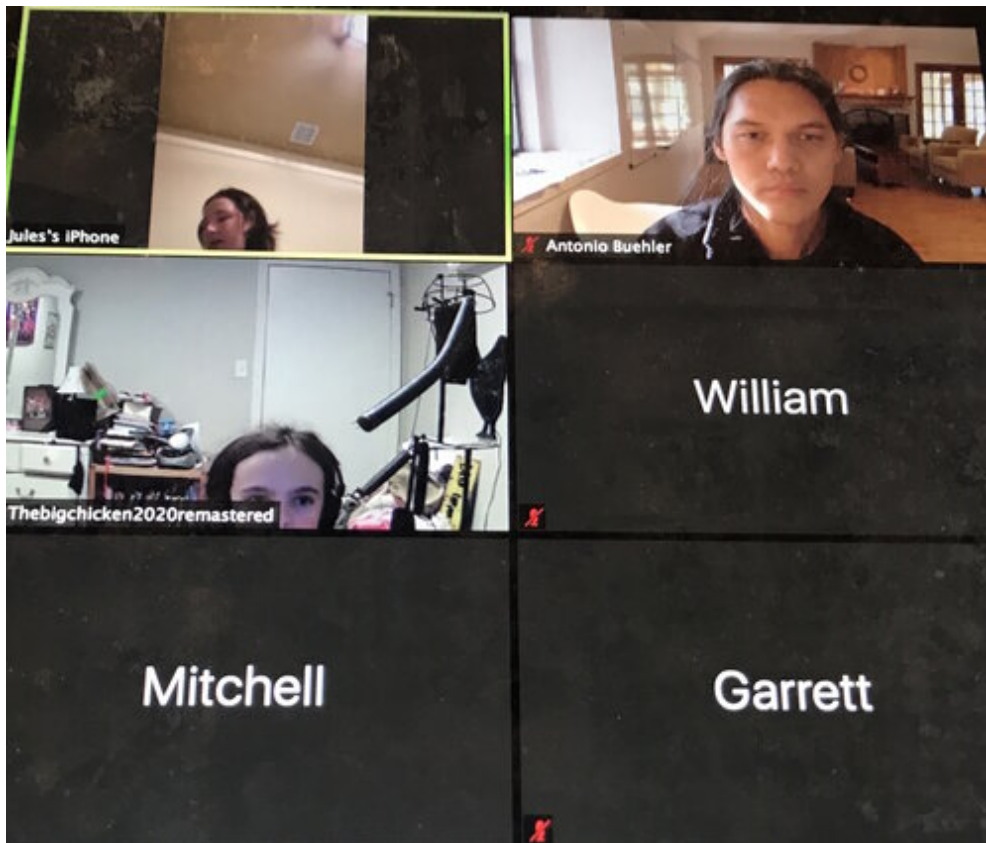 Jules's iPhone
Antonio Buehler
Thebigchicken2020remastered
William
Mitchell
Garrett